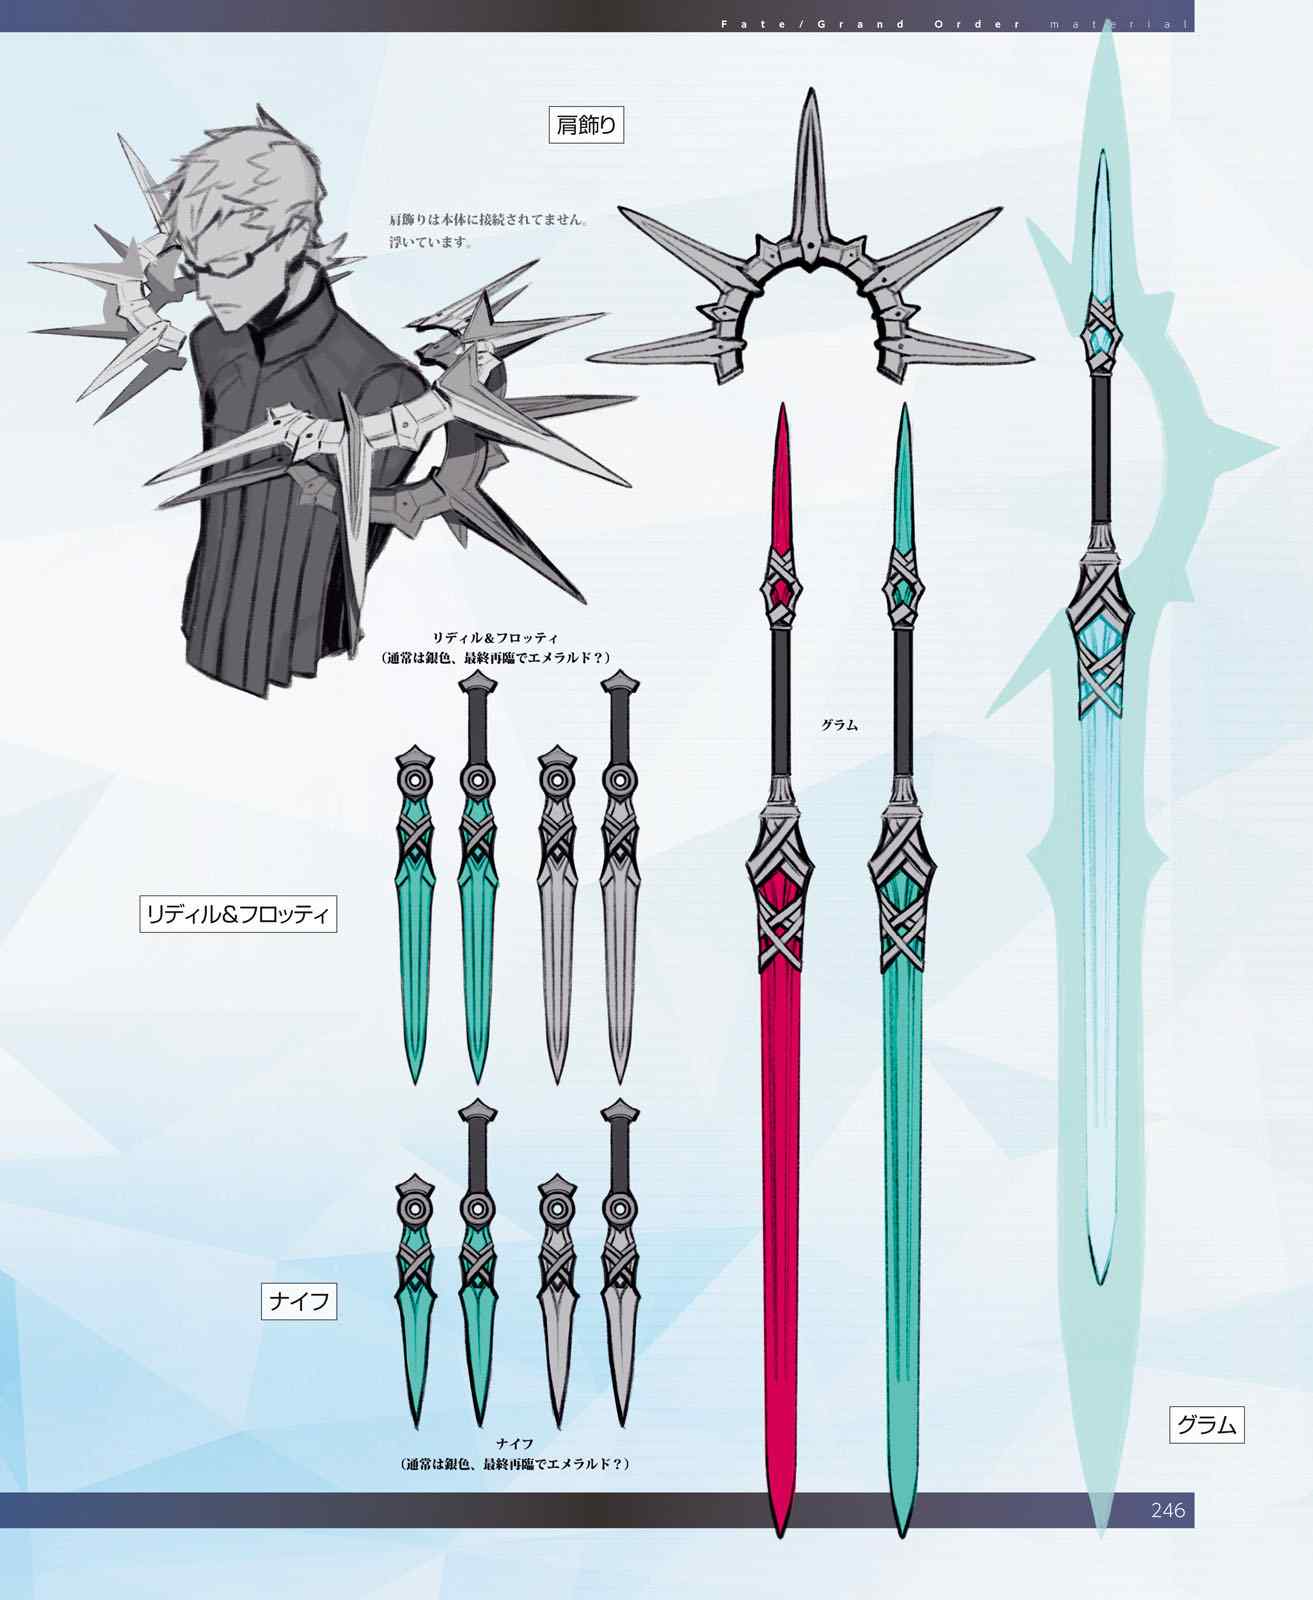 Fate/Grand Order material
肩飾り
肩飾りは本体に接続されてません。
浮いています。
リディル&フロッティ
（通常は銀色、最終再臨でエメラルド？）
グラム
リディル&フロッティ
ナイフ
ナイフ
（通常は銀色、最終再臨でエメラルド？）
グラム
246